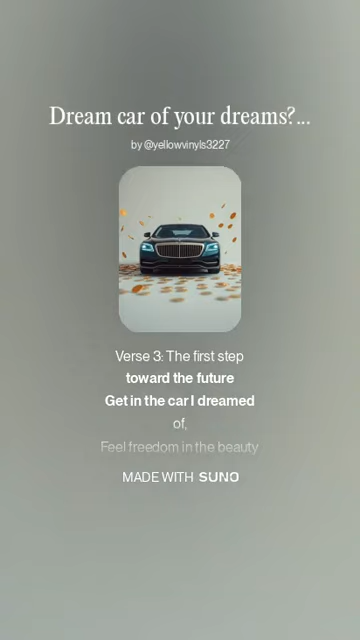 Dream car of your dreams?...
by @yellowvinyls3227
Verse 3: The first step
toward the future
Get in the car I dreamed
of,
Feel freedom in the beauty
MADE WITH SUNO